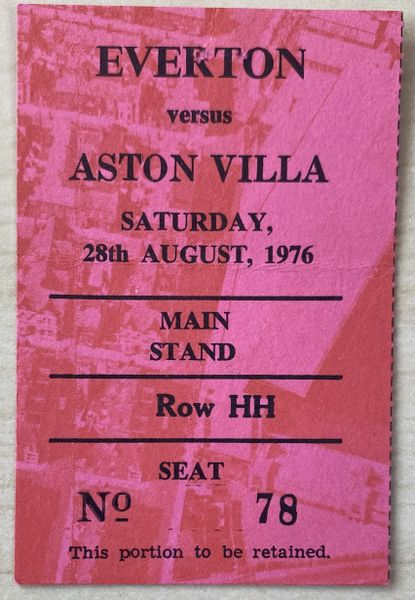 EVERTON
versus
ASTON VILLA
SATURDAY,
28th AUGUST, 1976
MAIN
STAND
Row HH
SEAT
Nº 78
This portion to be retained.